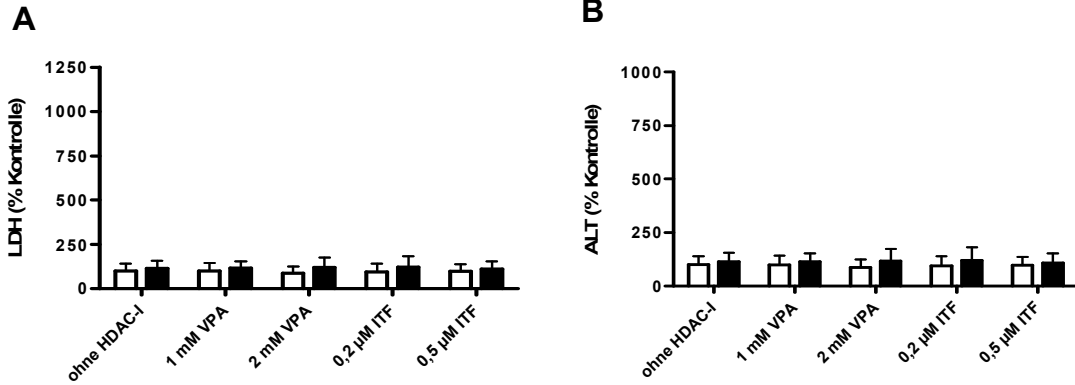 A
LDH (% Kontrolle)
1250
1000
750
500
250
0
ohne HDAC-I
1 mM VPA
2 mM VPA
0,2 µM ITF
0,5 µM ITF
B
ALT (% Kontrolle)
1000
750
500
250
0
ohne HDAC-I
1 mM VPA
2 mM VPA
0,2 µM ITF
0,5 µM ITF